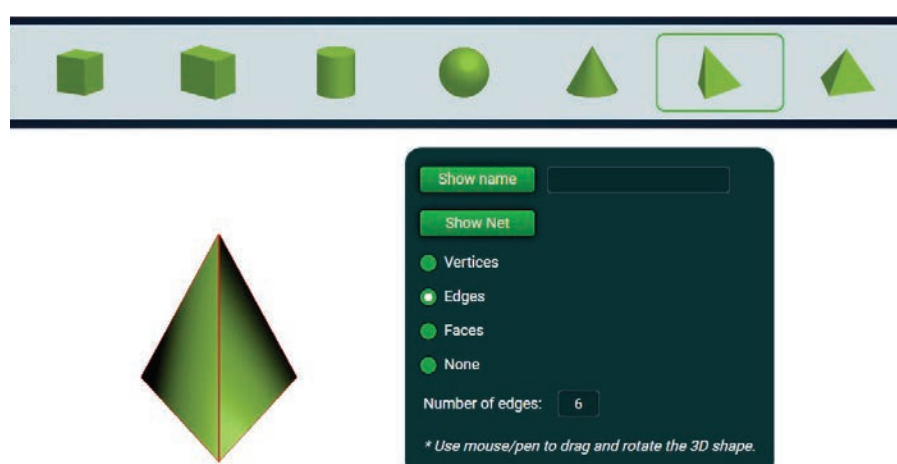 Show name
Show Net
Vertices
Edges
Faces
None
Number of edges: 6
* Use mouse/pen to drag and rotate the 3D shape.